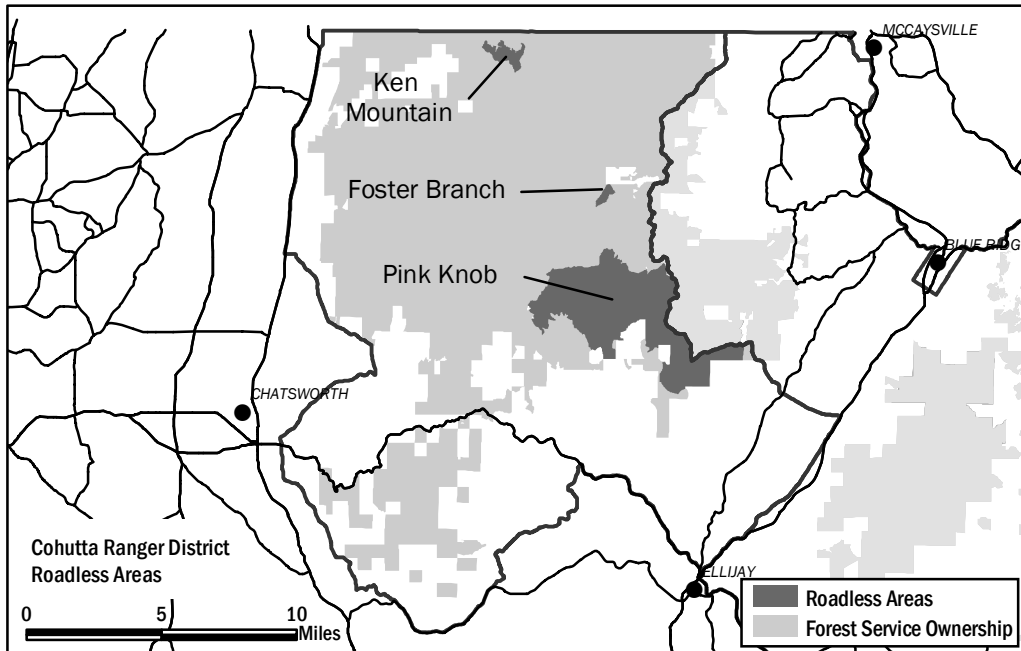 MCCAYSVILLE
Ken
Mountain
Foster Branch
BLUE RIDG
Pink Knob
CHATSWORTH
ELLIJAY
Cohutta Ranger District
Roadless Areas
0 5 10
Miles
Roadless Areas
Forest Service Ownership